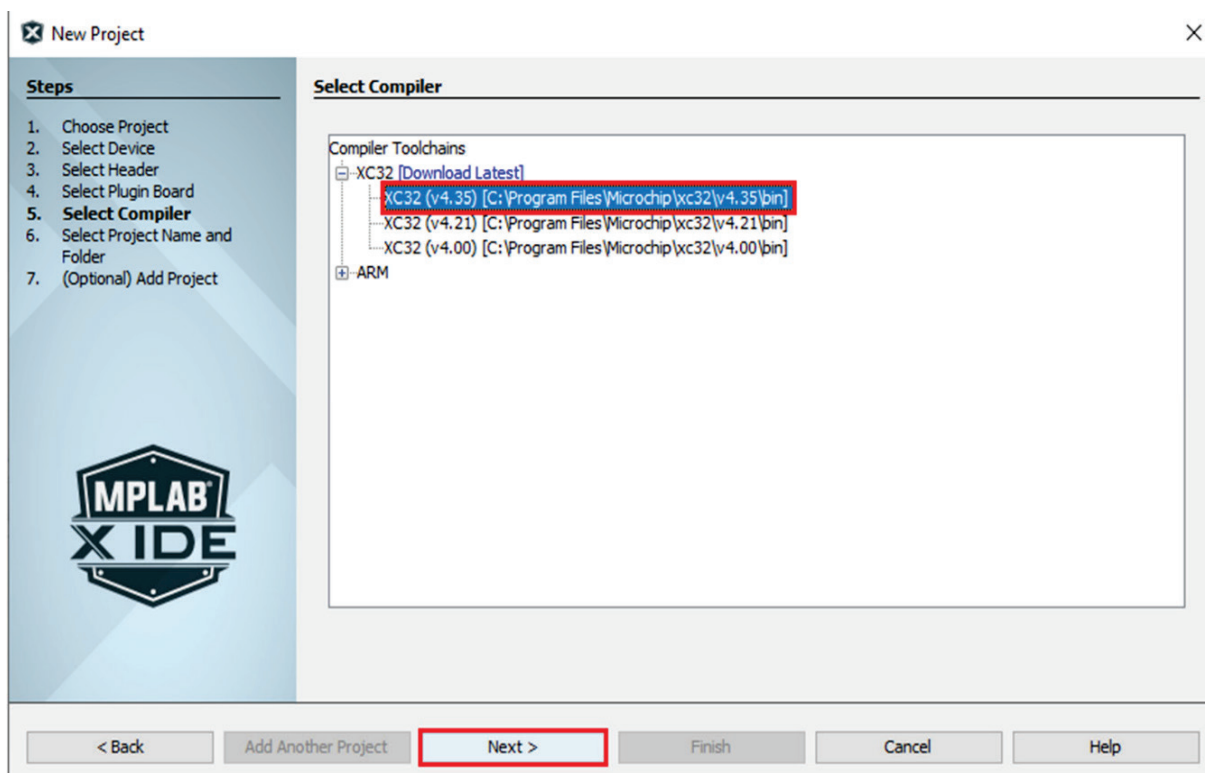 New Project
Steps
1. Choose Project
2. Select Device
3. Select Header
4. Select Plugin Board
5. Select Compiler
6. Select Project Name and
Folder
7. (Optional) Add Project
MPLAB®
X IDE
Select Compiler
Compiler Toolchains
XC32 [Download Latest]
XC32 (v4.35) [C:\Program Files\Microchip\xc32\v4.35\bin]
XC32 (v4.21) [C:\Program Files\Microchip\xc32\v4.21\bin]
XC32 (v4.00) [C:\Program Files\Microchip\xc32\v4.00\bin]
ARM
< Back
Add Another Project
Next >
Finish
Cancel
Help